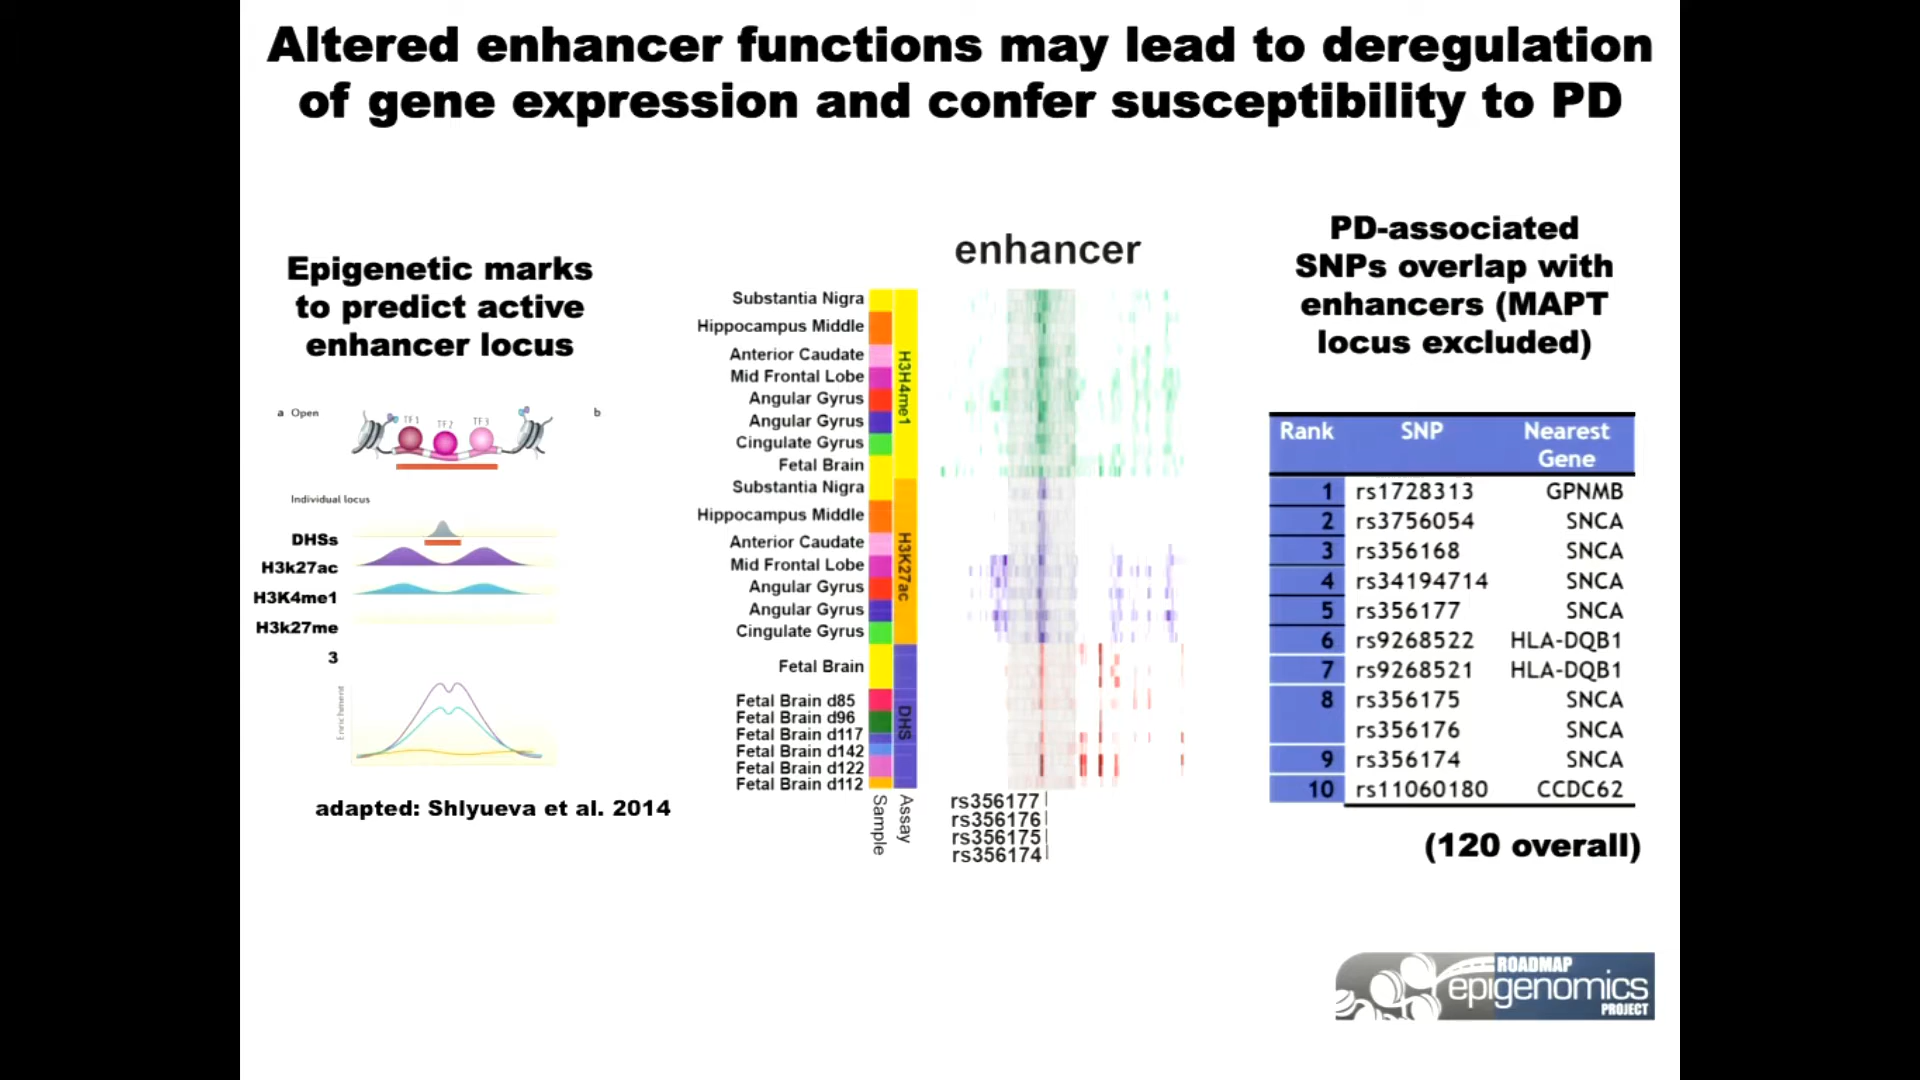 Altered enhancer functions may lead to deregulation
of gene expression and confer susceptibility to PD
Epigenetic marks
to predict active
enhancer locus
a Open
b
TF1
TF2
TF3
Individual locus
DHSs
H3k27ac
H3K4me1
H3k27me
3
Enrichment
adapted: Shlyueva et al. 2014
enhancer
Substantia Nigra
Hippocampus Middle
Anterior Caudate
Mid Frontal Lobe
Angular Gyrus
Angular Gyrus
Cingulate Gyrus
Fetal Brain
Substantia Nigra
Hippocampus Middle
Anterior Caudate
Mid Frontal Lobe
Angular Gyrus
Angular Gyrus
Cingulate Gyrus
Fetal Brain
Fetal Brain d85
Fetal Brain d96
Fetal Brain d117
Fetal Brain d142
Fetal Brain d122
Fetal Brain d112
H3H4me1
H3K27ac
DHS
Sample
Assay
rs356177
rs356176
rs356175
rs356174
PD-associated
SNPs overlap with
enhancers (MAPT
locus excluded)
Rank SNP Nearest
Gene
1 rs1728313 GPNMB
2 rs3756054 SNCA
3 rs356168 SNCA
4 rs34194714 SNCA
5 rs356177 SNCA
6 rs9268522 HLA-DQB1
7 rs9268521 HLA-DQB1
8 rs356175 SNCA
rs356176 SNCA
9 rs356174 SNCA
10 rs11060180 CCDC62
(120 overall)
ROADMAP
epigenomics
PROJECT